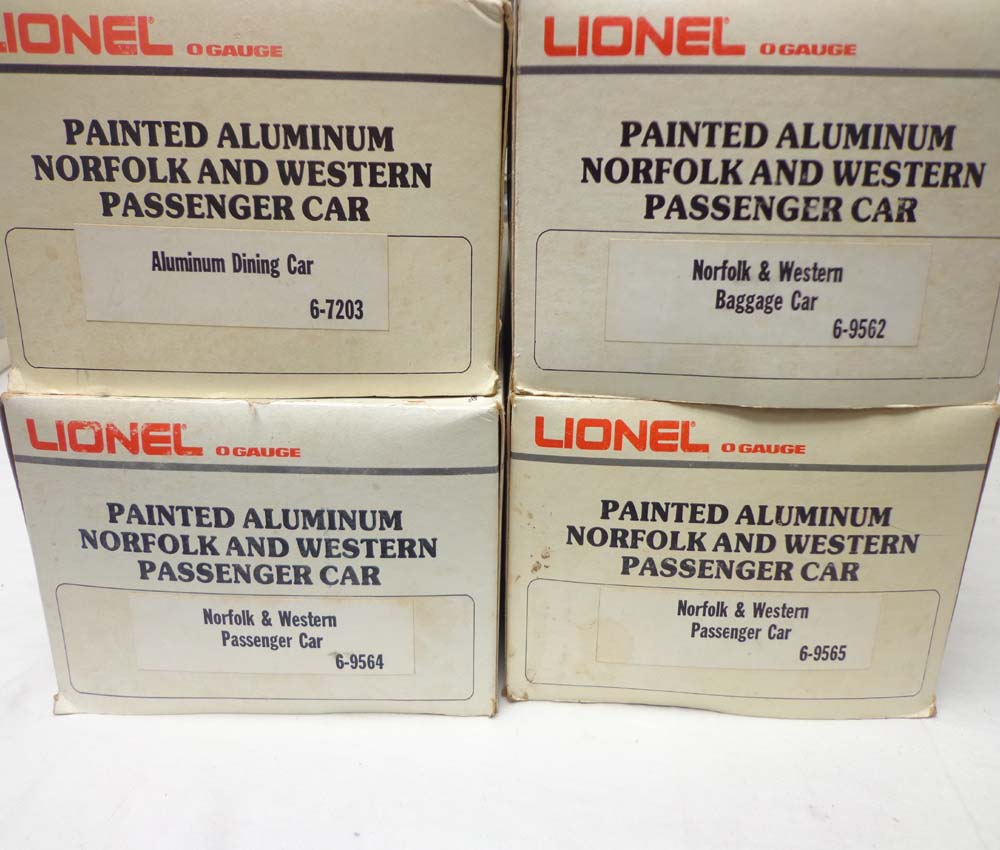 LIONEL O GAUGE
PAINTED ALUMINUM
NORFOLK AND WESTERN
PASSENGER CAR
Aluminum Dining Car
6-7203
LIONEL O GAUGE
PAINTED ALUMINUM
NORFOLK AND WESTERN
PASSENGER CAR
Norfolk & Western
Baggage Car
6-9562
LIONEL O GAUGE
PAINTED ALUMINUM
NORFOLK AND WESTERN
PASSENGER CAR
Norfolk & Western
Passenger Car
6-9564
LIONEL O GAUGE
PAINTED ALUMINUM
NORFOLK AND WESTERN
PASSENGER CAR
Norfolk & Western
Passenger Car
6-9565